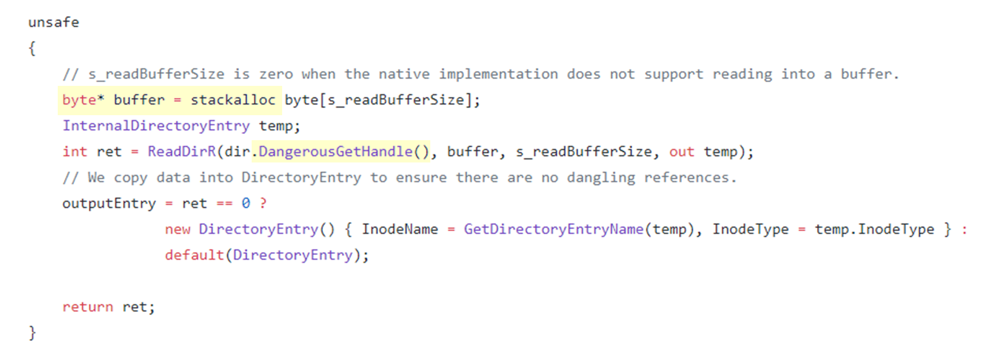 unsafe
{
// s_readBufferSize is zero when the native implementation does not support reading into a buffer.
byte* buffer = stackalloc byte[s_readBufferSize];
InternalDirectoryEntry temp;
int ret = ReadDirR(dir.DangerousGetHandle(), buffer, s_readBufferSize, out temp);
// We copy data into DirectoryEntry to ensure there are no dangling references.
outputEntry = ret == 0 ?
new DirectoryEntry() { InodeName = GetDirectoryEntryName(temp), InodeType = temp.InodeType } :
default(DirectoryEntry);
return ret;
}